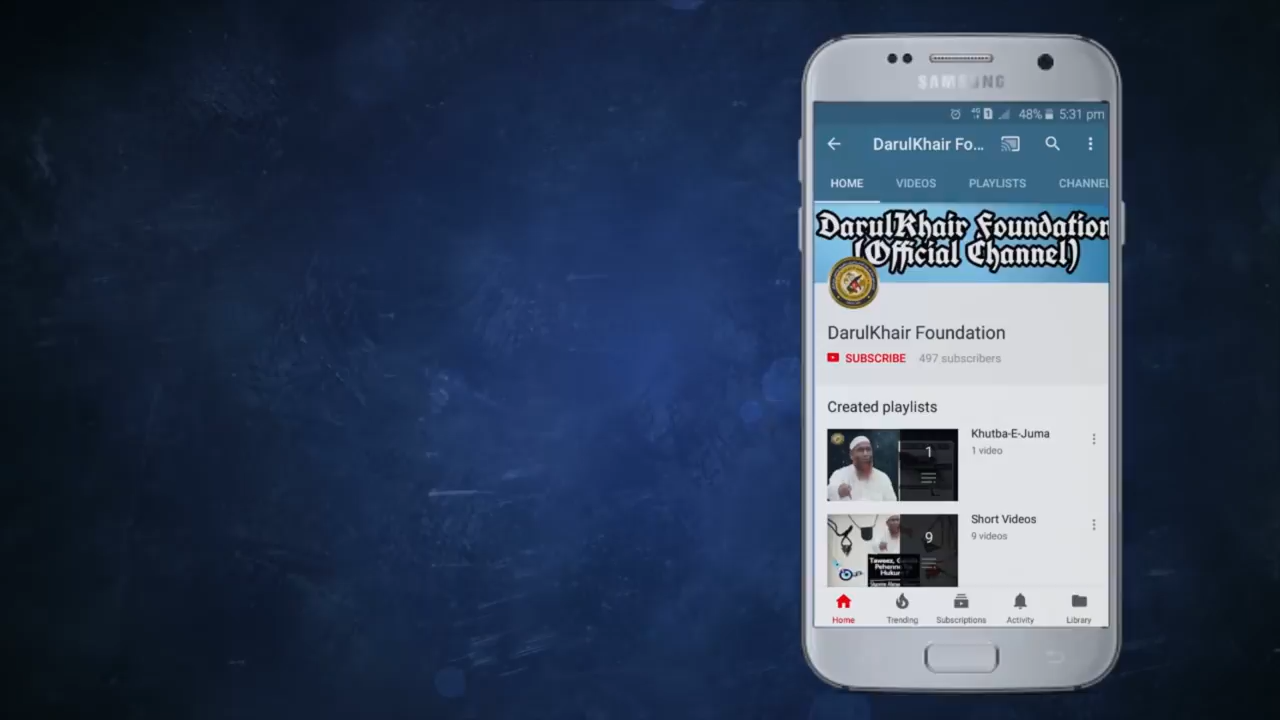 SAMSUNG
48% 5:31 pm
DarulKhair Fo...
HOME VIDEOS PLAYLISTS CHANNEL
DarulKhair Foundation
(Official Channel)
DarulKhair Foundation
SUBSCRIBE 497 subscribers
Created playlists
1
Khutba-E-Juma
1 video
9
Short Videos
9 videos
Hukum
Home Trending Subscriptions Activity Library